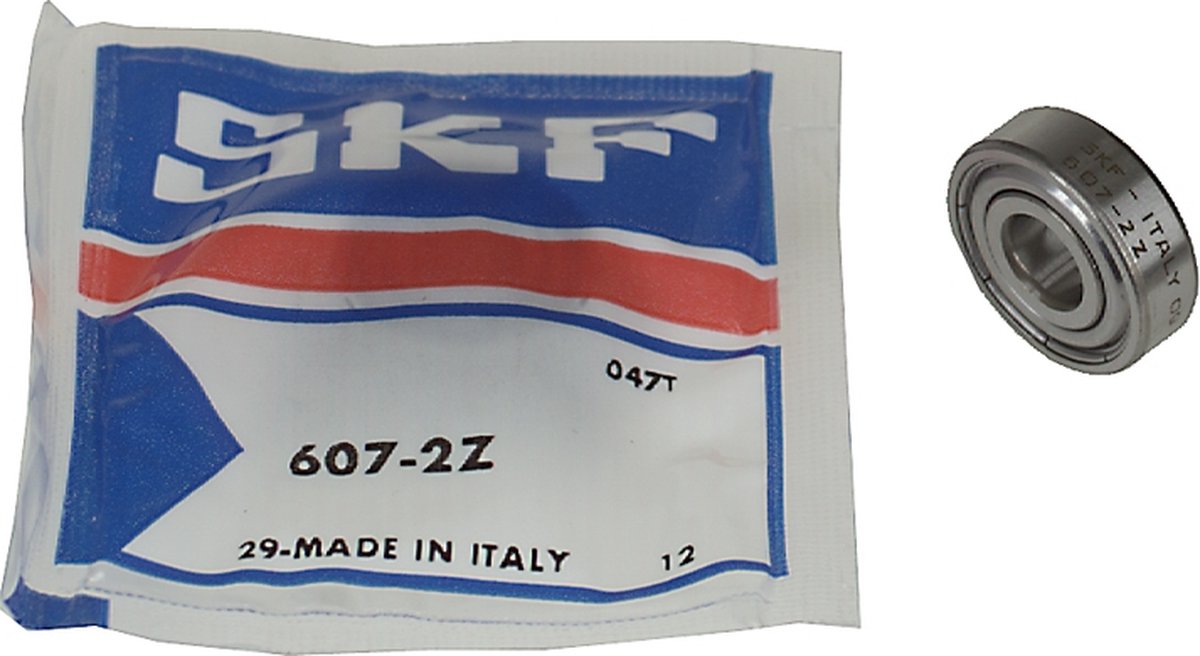 SKF
047T
607-2Z
29-MADE IN ITALY
12
SKF - ITALY
607-2Z